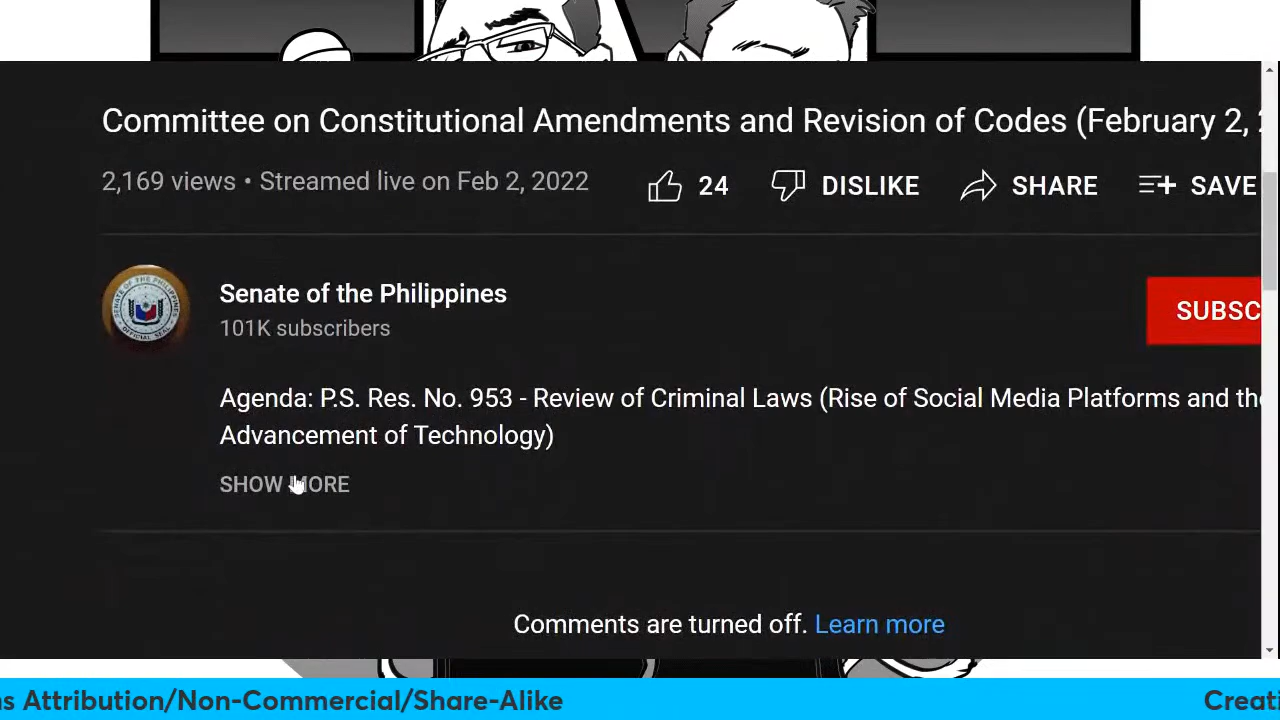 Committee on Constitutional Amendments and Revision of Codes (February 2,
2,169 views • Streamed live on Feb 2, 2022
24
DISLIKE
SHARE
SAVE
Senate of the Philippines
SUBSC
101K subscribers
Agenda: P.S. Res. No. 953 - Review of Criminal Laws (Rise of Social Media Platforms and the
Advancement of Technology)
SHOW MORE
Comments are turned off. Learn more
s Attribution/Non-Commercial/Share-Alike
Creati